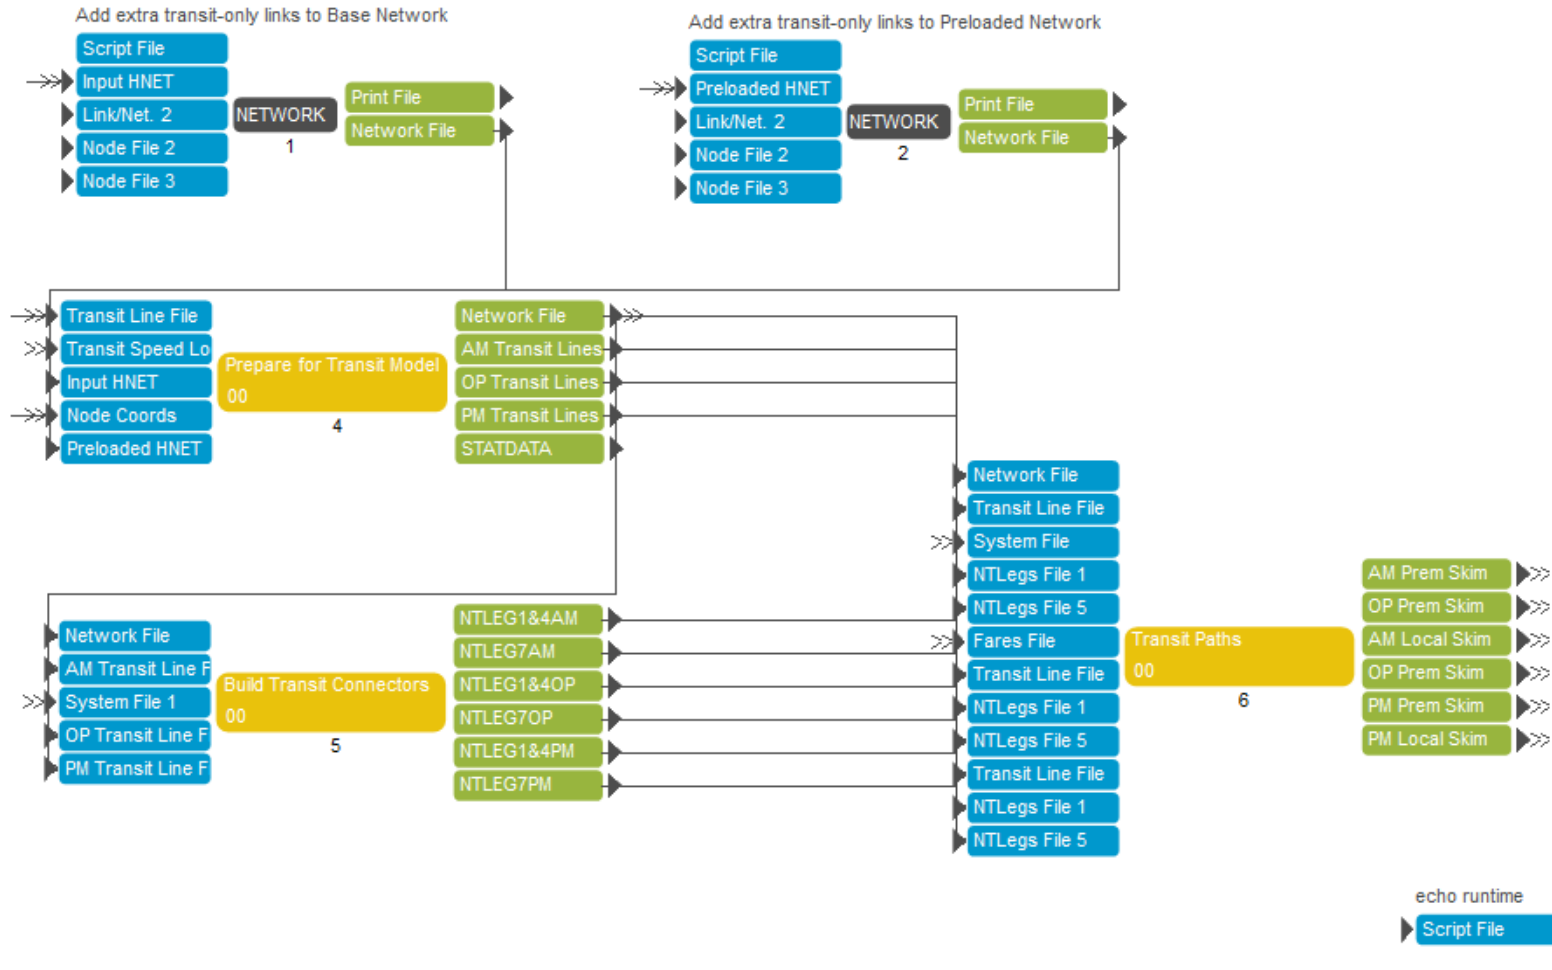 Add extra transit-only links to Base Network
Script File
Input HNET
Link/Net. 2
Node File 2
Node File 3
NETWORK
1
Print File
Network File
Add extra transit-only links to Preloaded Network
Script File
Preloaded HNET
Link/Net. 2
Node File 2
Node File 3
NETWORK
2
Print File
Network File
Transit Line File
Transit Speed Lo
Input HNET
Node Coords
Preloaded HNET
Prepare for Transit Model
00
4
Network File
AM Transit Lines
OP Transit Lines
PM Transit Lines
STATDATA
Network File
AM Transit Line F
System File 1
OP Transit Line F
PM Transit Line F
Build Transit Connectors
00
5
NTLEG1&4AM
NTLEG7AM
NTLEG1&4OP
NTLEG7OP
NTLEG1&4PM
NTLEG7PM
Network File
Transit Line File
System File
NTLegs File 1
NTLegs File 5
Fares File
Transit Line File
NTLegs File 1
NTLegs File 5
Transit Line File
NTLegs File 1
NTLegs File 5
Transit Paths
00
6
AM Prem Skim
OP Prem Skim
AM Local Skim
OP Prem Skim
PM Prem Skim
PM Local Skim
echo runtime
Script File